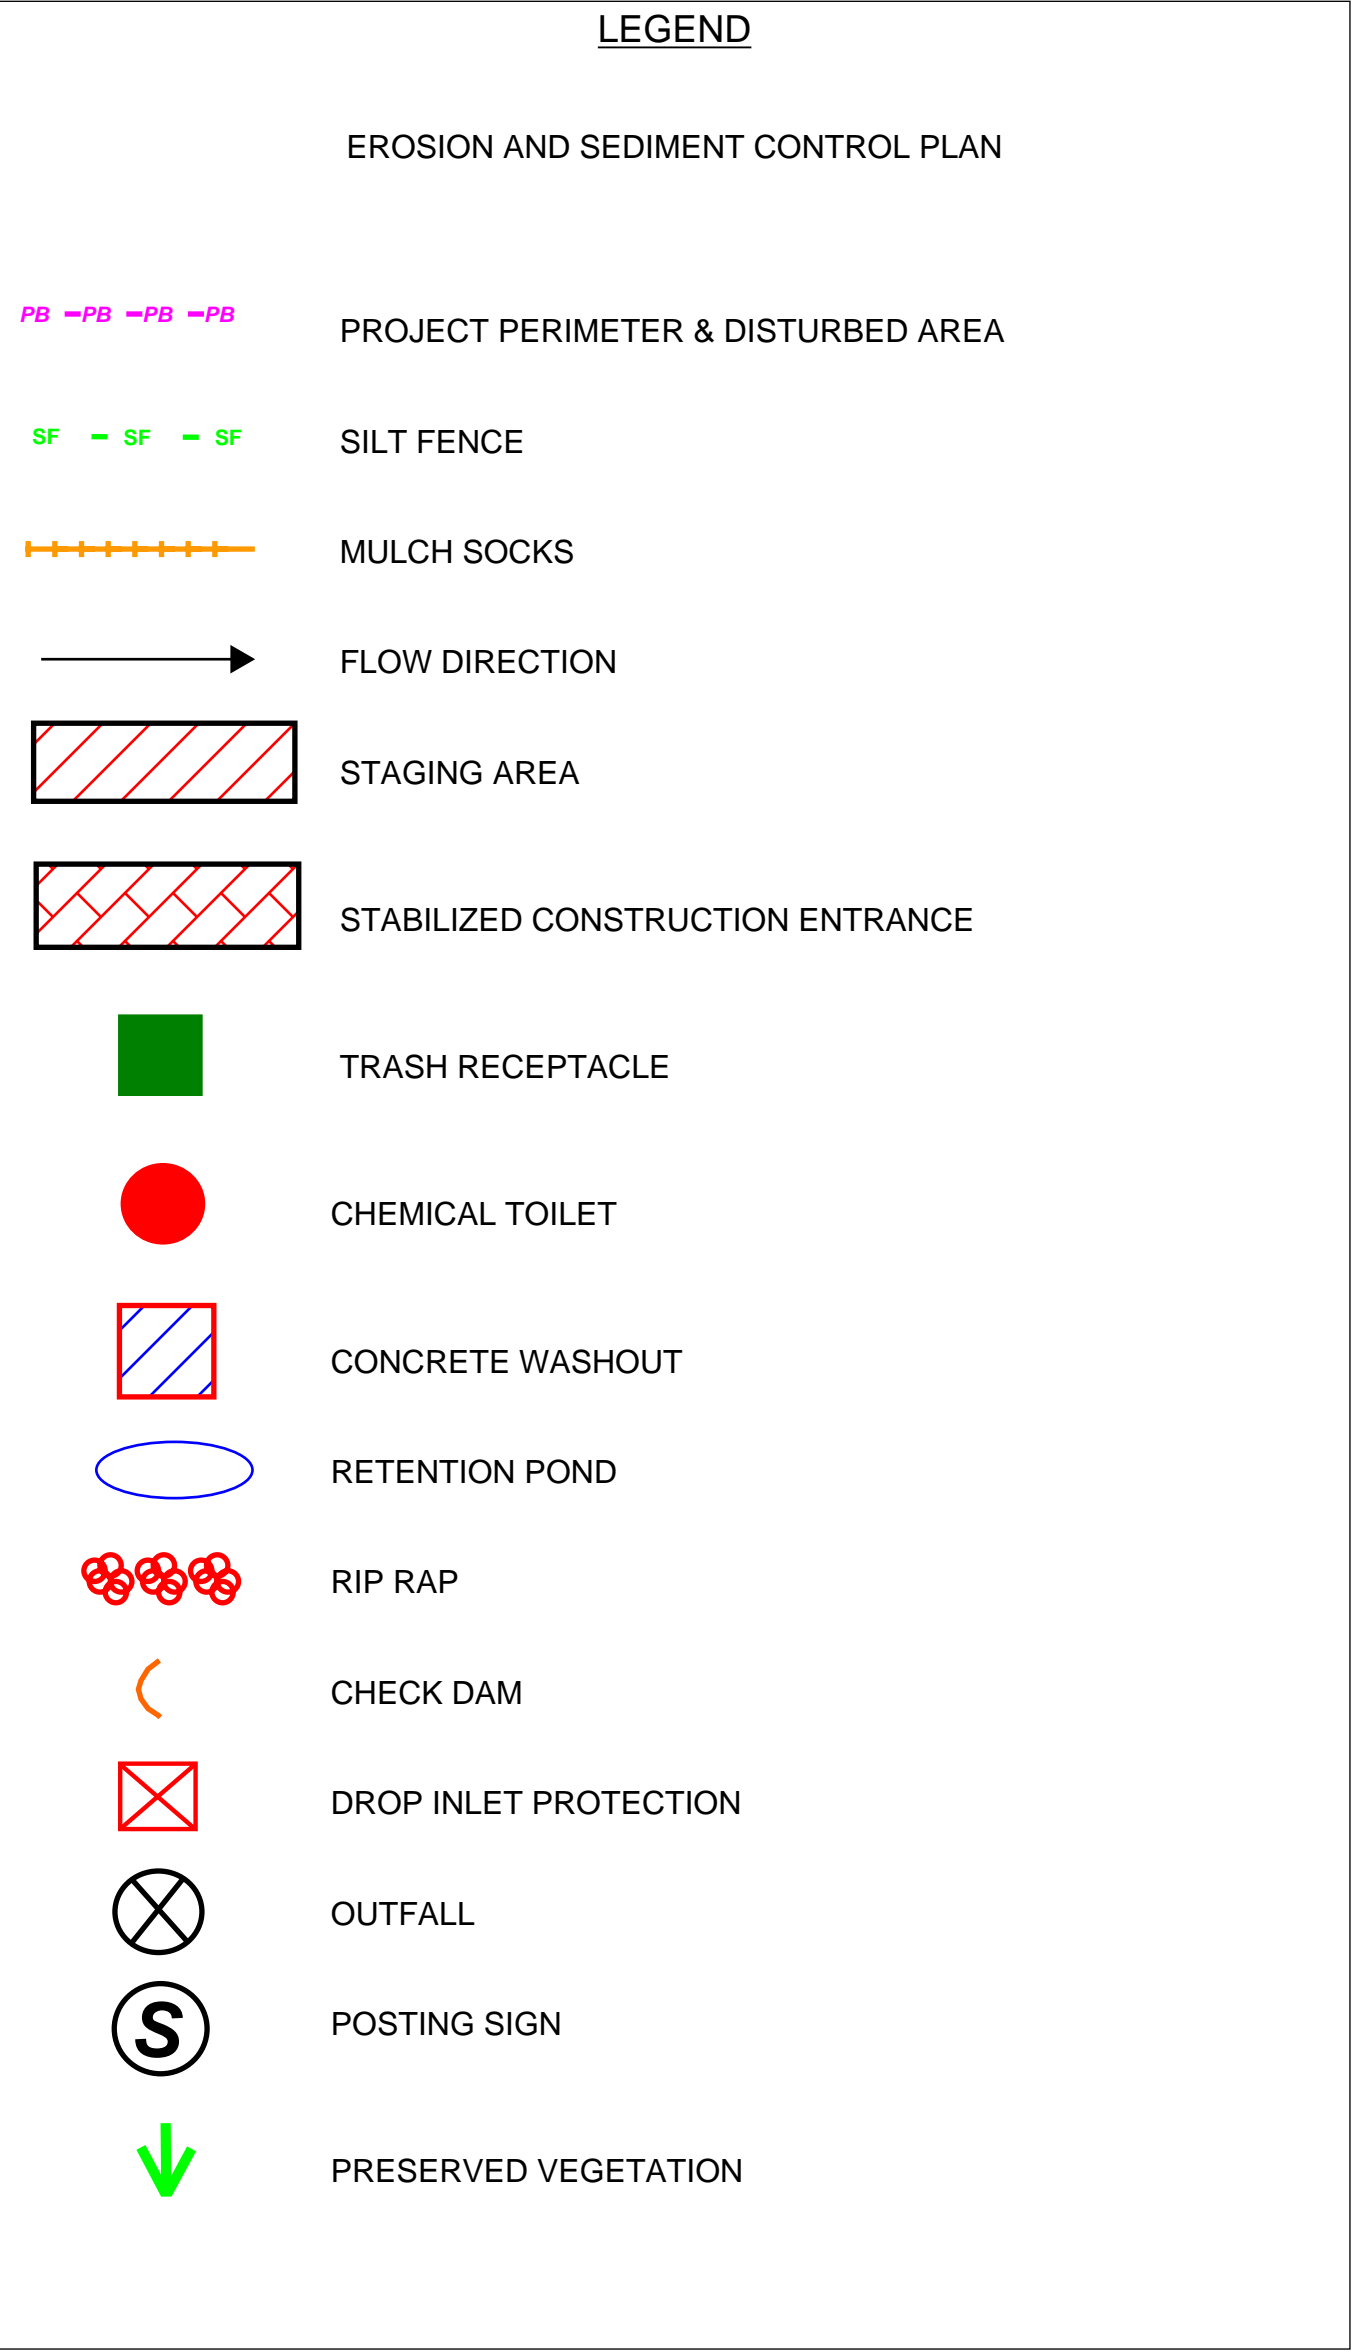 LEGEND
EROSION AND SEDIMENT CONTROL PLAN
PB - PB - PB - PB
PROJECT PERIMETER & DISTURBED AREA
SF - SF - SF
SILT FENCE
MULCH SOCKS
FLOW DIRECTION
STAGING AREA
STABILIZED CONSTRUCTION ENTRANCE
TRASH RECEPTACLE
CHEMICAL TOILET
CONCRETE WASHOUT
RETENTION POND
RIP RAP
CHECK DAM
DROP INLET PROTECTION
OUTFALL
S
POSTING SIGN
PRESERVED VEGETATION